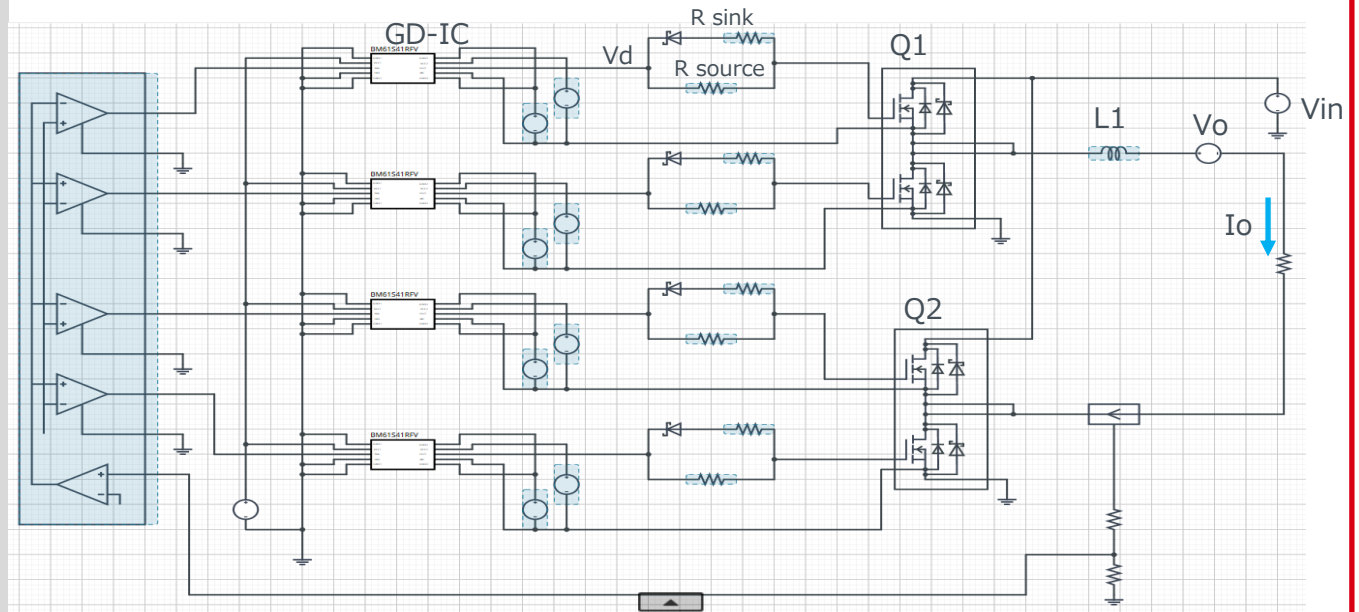 R sink
GD-IC
Q1
BM61S41RFV
Vd
R source
Vin
L1
Vo
BM61S41RFV
Io
BM61S41RFV
Q2
BM61S41RFV